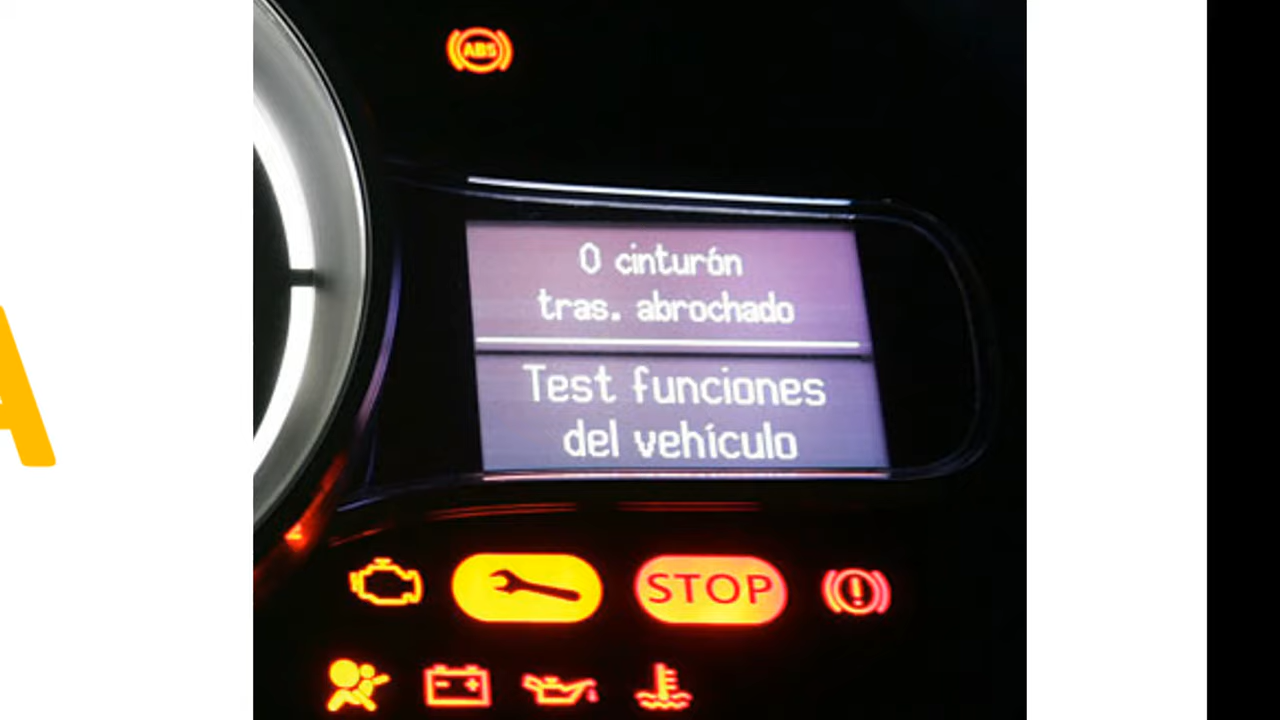 ABS
0 cinturón
tras. abrochado
Test funciones
del vehículo
STOP
A